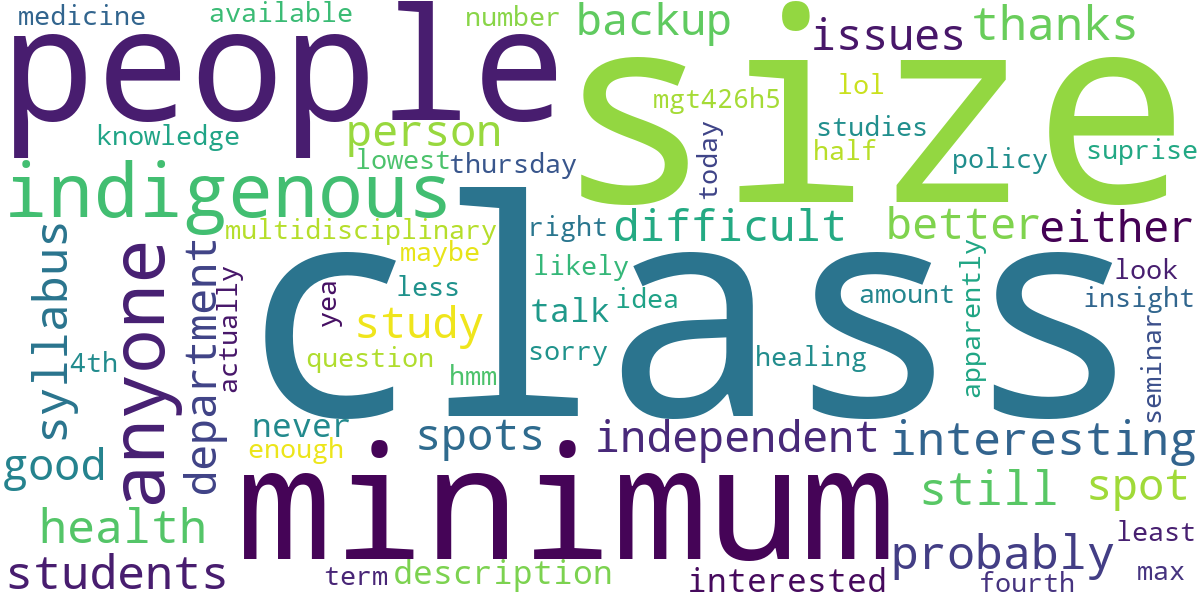 medicine
available
number
backup
issues
thanks
people
size
lol
mgt426h5
knowledge
person
studies
half
policy
suprise
lowest
thursday
today
indigenous
class
multidisciplinary
right
difficult
better
either
syllabus
anyone
department
actually
maybe
likely
look
less
yea
talk
idea
amount
apparently
insight
study
question
sorry
healing
seminar
4th
hmm
never
enough
spots
independent
interesting
good
minimum
still
spot
health
students
term
description
interested
probably
least
fourth
max